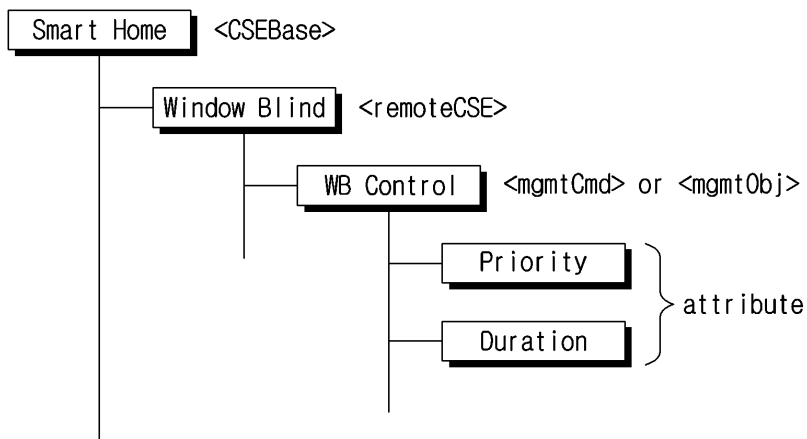 Smart Home <CSEBase>
Window Blind <remoteCSE>
WB Control <mgmtCmd> or <mgmtObj>
Priority
attribute
Duration